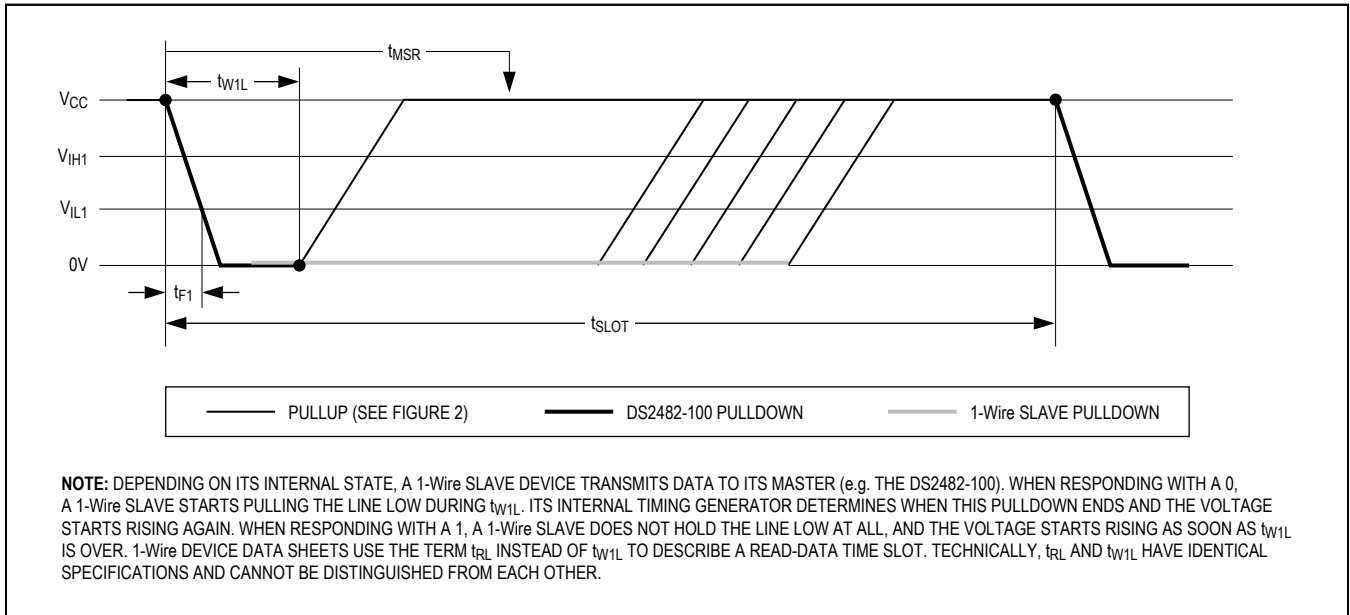 tMSR
tW1L
VCC
VIH1
VIL1
0V
tF1
tSLOT
PULLUP (SEE FIGURE 2)
DS2482-100 PULLDOWN
1-Wire SLAVE PULLDOWN
NOTE: DEPENDING ON ITS INTERNAL STATE, A 1-Wire SLAVE DEVICE TRANSMITS DATA TO ITS MASTER (e.g. THE DS2482-100). WHEN RESPONDING WITH A 0,
A 1-Wire SLAVE STARTS PULLING THE LINE LOW DURING tW1L. ITS INTERNAL TIMING GENERATOR DETERMINES WHEN THIS PULLDOWN ENDS AND THE VOLTAGE
STARTS RISING AGAIN. WHEN RESPONDING WITH A 1, A 1-Wire SLAVE DOES NOT HOLD THE LINE LOW AT ALL, AND THE VOLTAGE STARTS RISING AS SOON AS tW1L
IS OVER. 1-Wire DEVICE DATA SHEETS USE THE TERM tRL INSTEAD OF tW1L TO DESCRIBE A READ-DATA TIME SLOT. TECHNICALLY, tRL AND tW1L HAVE IDENTICAL
SPECIFICATIONS AND CANNOT BE DISTINGUISHED FROM EACH OTHER.